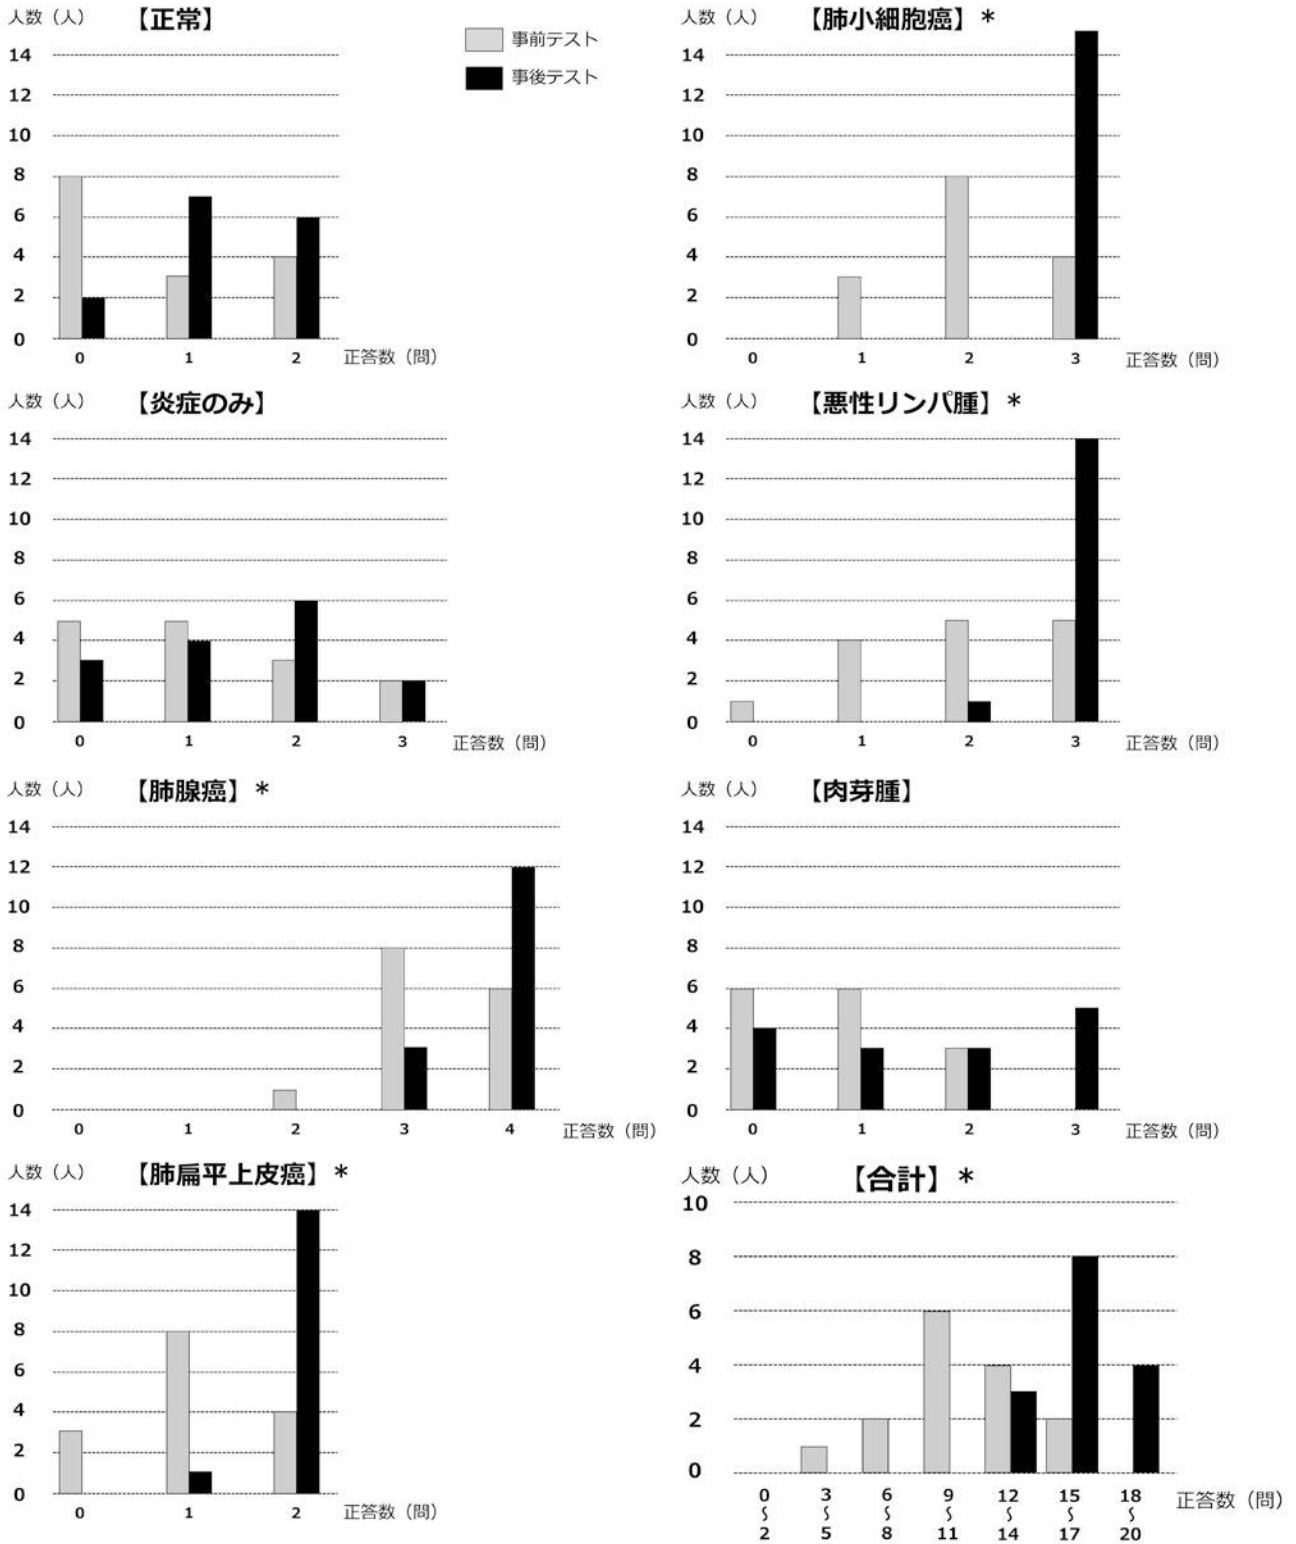 人数（人）
【正常】
事前テスト
事後テスト
14
12
10
8
6
4
2
0
0 1 2 正答数（問）
人数（人）
【肺小細胞癌】＊
14
12
10
8
6
4
2
0
0 1 2 3 正答数（問）
人数（人）
【炎症のみ】
14
12
10
8
6
4
2
0
0 1 2 3 正答数（問）
人数（人）
【悪性リンパ腫】＊
14
12
10
8
6
4
2
0
0 1 2 3 正答数（問）
人数（人）
【肺腺癌】＊
14
12
10
8
6
4
2
0
0 1 2 3 4 正答数（問）
人数（人）
【肉芽腫】
14
12
10
8
6
4
2
0
0 1 2 3 正答数（問）
人数（人）
【肺扁平上皮癌】＊
14
12
10
8
6
4
2
0
0 1 2 正答数（問）
人数（人）
【合計】＊
10
8
6
4
2
0
0 3 6 9 12 15 18 正答数（問）
〜 〜 〜 〜 〜 〜 〜
2 5 8 11 14 17 20